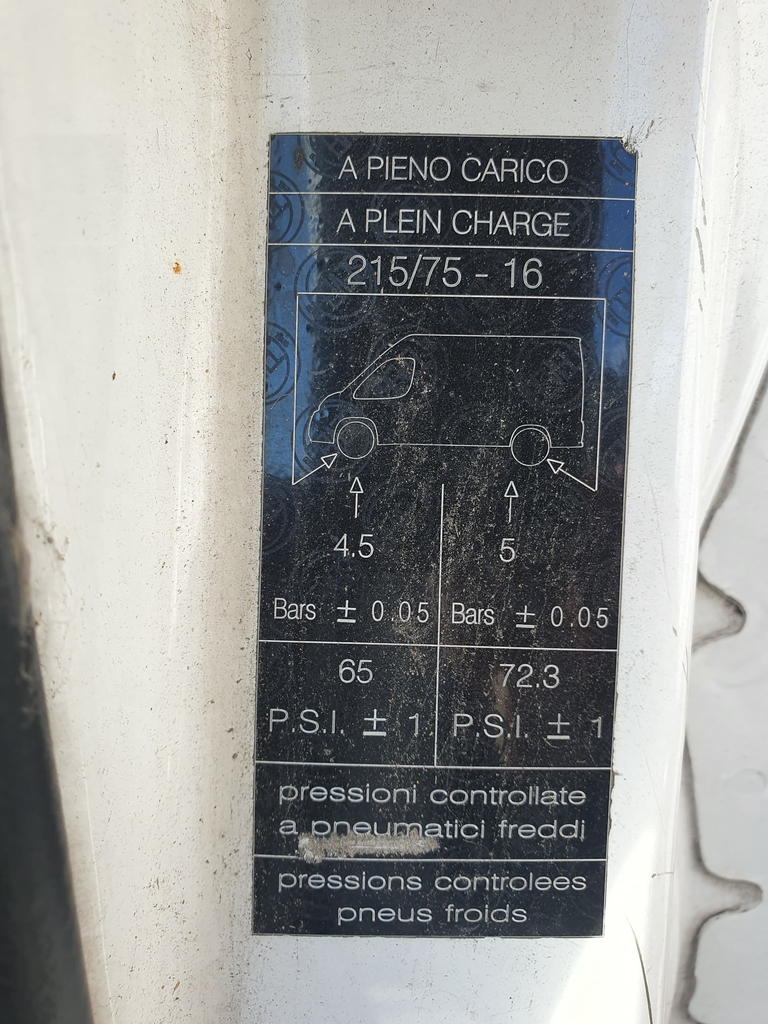 A PIENO CARICO
A PLEIN CHARGE
215/75 - 16
4.5 5
Bars ± 0.05 Bars ± 0.05
65 72.3
P.S.I. ± 1 P.S.I. ± 1
pressioni controllate
a pneumatici freddi
pressions controlees
pneus froids